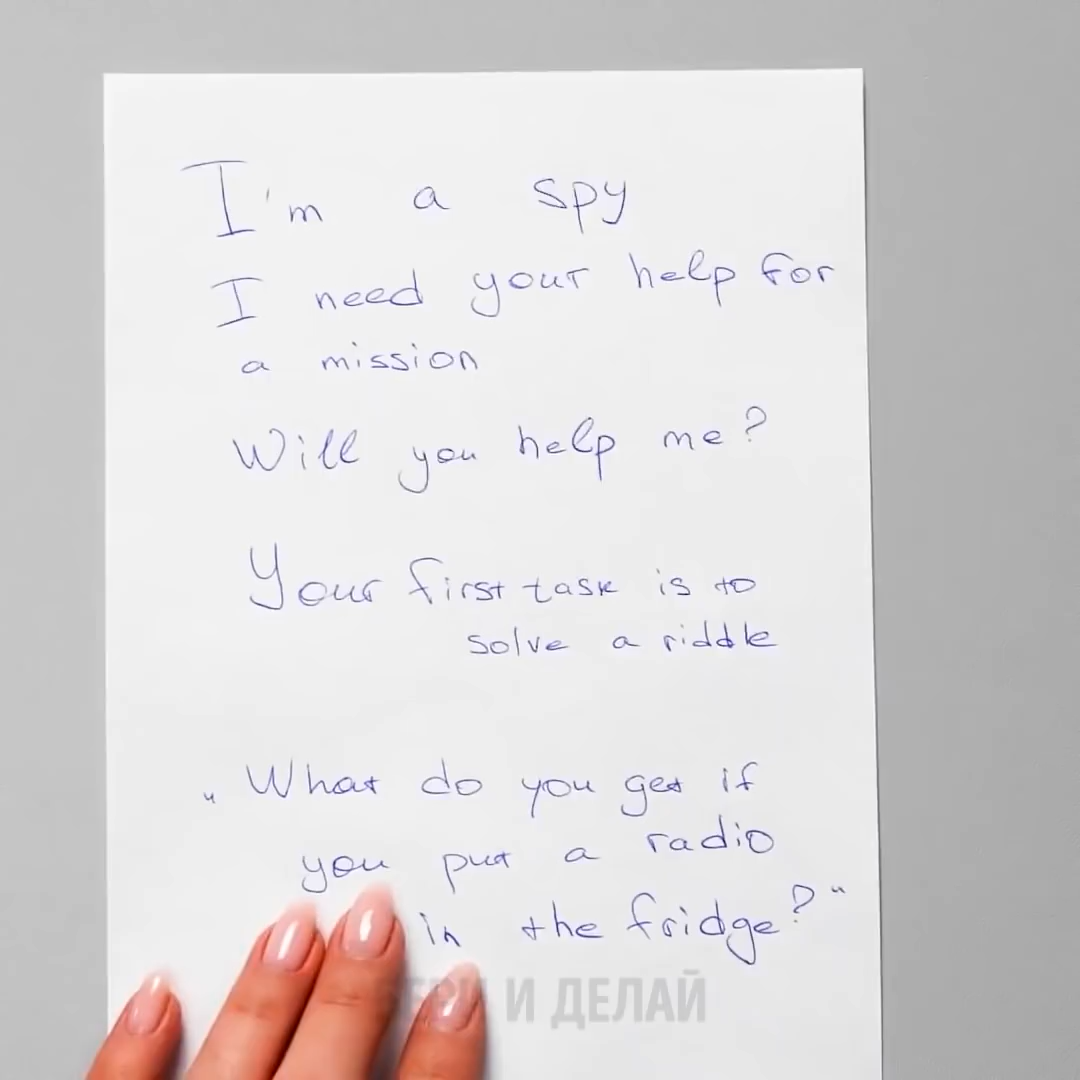 I'm a spy
I need your help for
a mission
Will you help me?
Your first task is to
solve a riddle
„What do you get if
you put a radio
in the fridge?“
БЕРИ И ДЕЛАЙ